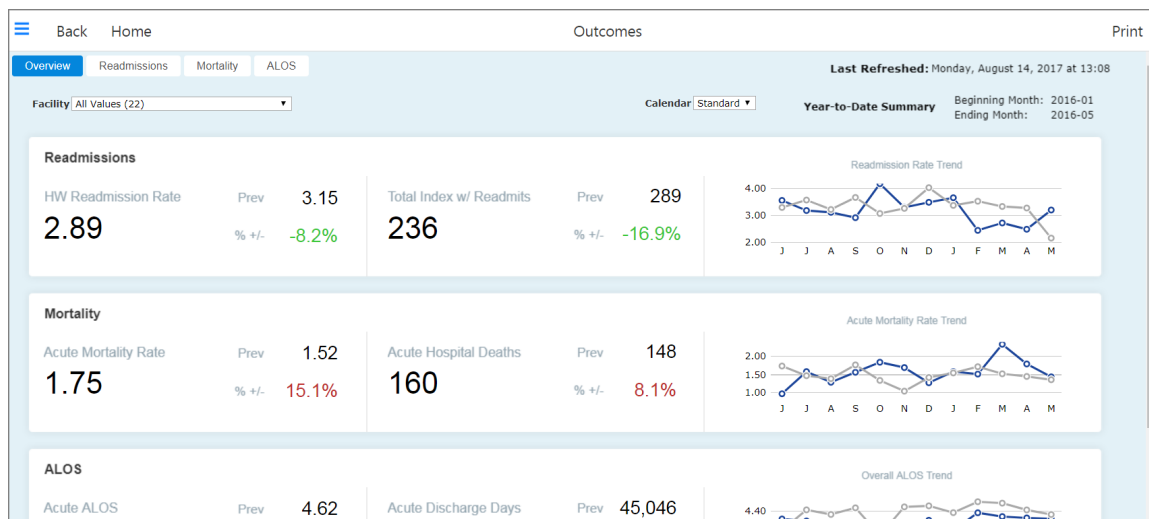 Back Home Outcomes Print
Overview Readmissions Mortality ALOS
Last Refreshed: Monday, August 14, 2017 at 13:08
Facility All Values (22) Calendar Standard Year-to-Date Summary Beginning Month: 2016-01
Ending Month: 2016-05
Readmissions
Readmission Rate Trend
HW Readmission Rate Prev 3.15 Total Index w/ Readmits Prev 289
2.89 % +/- -8.2% 236 % +/- -16.9%
4.00
3.00
2.00
J J A S O N D J F M A M
Mortality
Acute Mortality Rate Trend
Acute Mortality Rate Prev 1.52 Acute Hospital Deaths Prev 148
1.75 % +/- 15.1% 160 % +/- 8.1%
2.00
1.50
1.00
J J A S O N D J F M A M
ALOS
Overall ALOS Trend
Acute ALOS Prev 4.62 Acute Discharge Days Prev 45,046
4.40